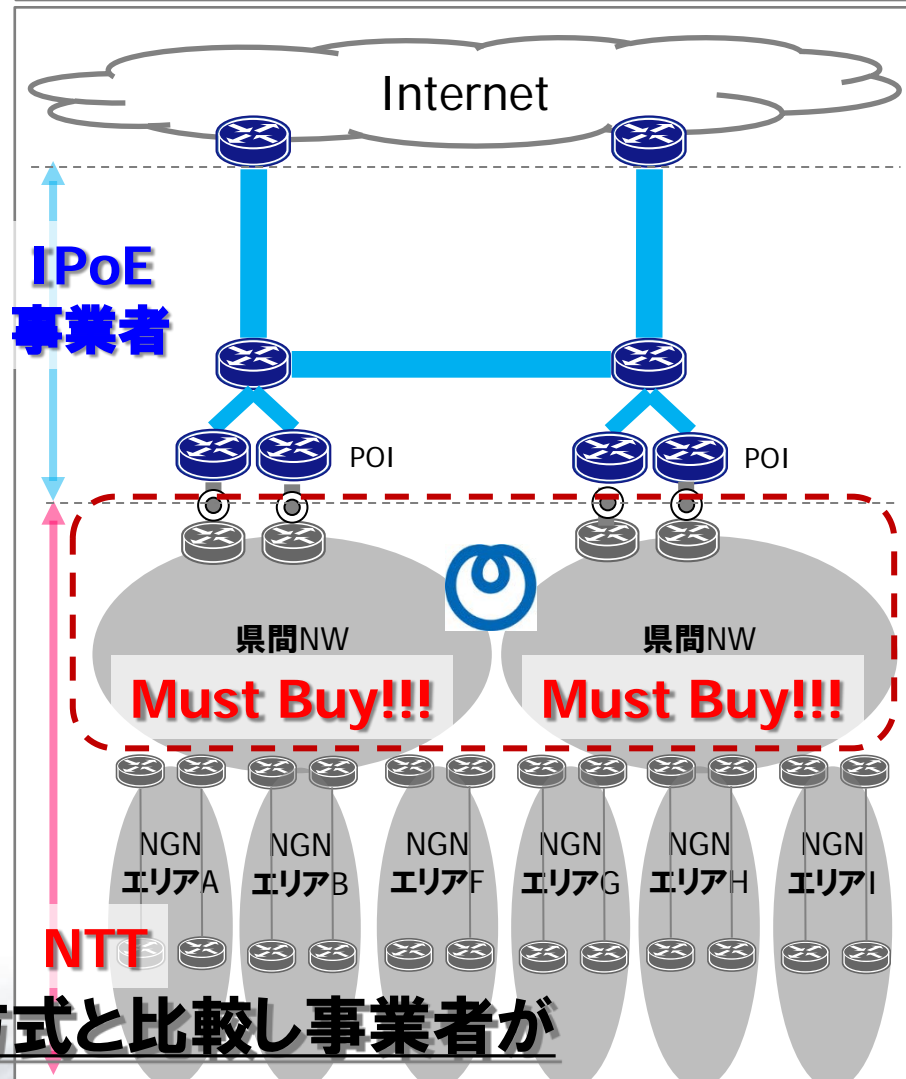 Internet
IPoE
事業者
POI
POI
県間NW
県間NW
Must Buy!!!
Must Buy!!!
NGN
エリアA
NGN
エリアB
NGN
エリアF
NGN
エリアG
NGN
エリアH
NGN
エリアI
NTT
方式と比較し事業者が